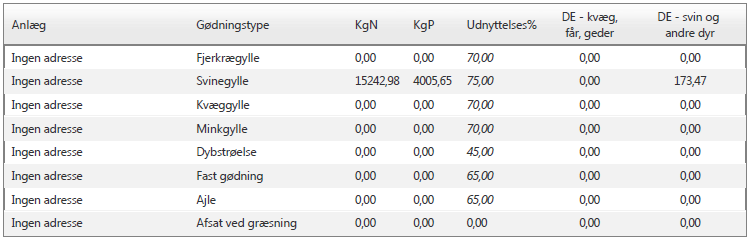 Anlæg Gødningstype KgN KgP Udnyttelses% DE - kvæg, får, geder DE - svin og andre dyr
Ingen adresse Fjerkrægylle 0,00 0,00 70,00 0,00 0,00
Ingen adresse Svinegylle 15242,98 4005,65 75,00 0,00 173,47
Ingen adresse Kvæggylle 0,00 0,00 70,00 0,00 0,00
Ingen adresse Minkgylle 0,00 0,00 70,00 0,00 0,00
Ingen adresse Dybstrøelse 0,00 0,00 45,00 0,00 0,00
Ingen adresse Fast gødning 0,00 0,00 65,00 0,00 0,00
Ingen adresse Ajle 0,00 0,00 65,00 0,00 0,00
Ingen adresse Afsat ved græsning 0,00 0,00 0,00 0,00 0,00